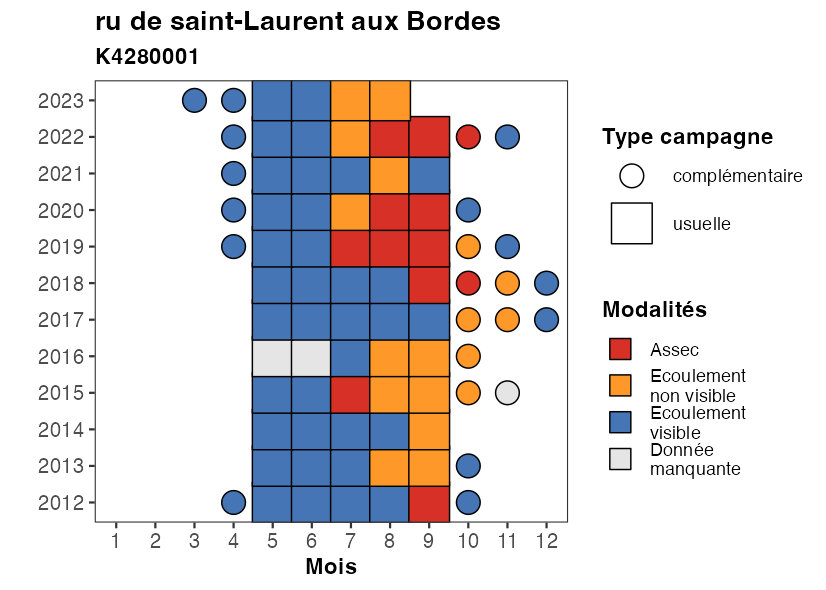 ru de saint-Laurent aux Bordes
K4280001
2023
2022
2021
2020
2019
2018
2017
2016
2015
2014
2013
2012
1 2 3 4 5 6 7 8 9 10 11 12
Mois
Type campagne
complémentaire
usuelle
Modalités
Assec
Ecoulement
non visible
Ecoulement
visible
Donnée
manquante